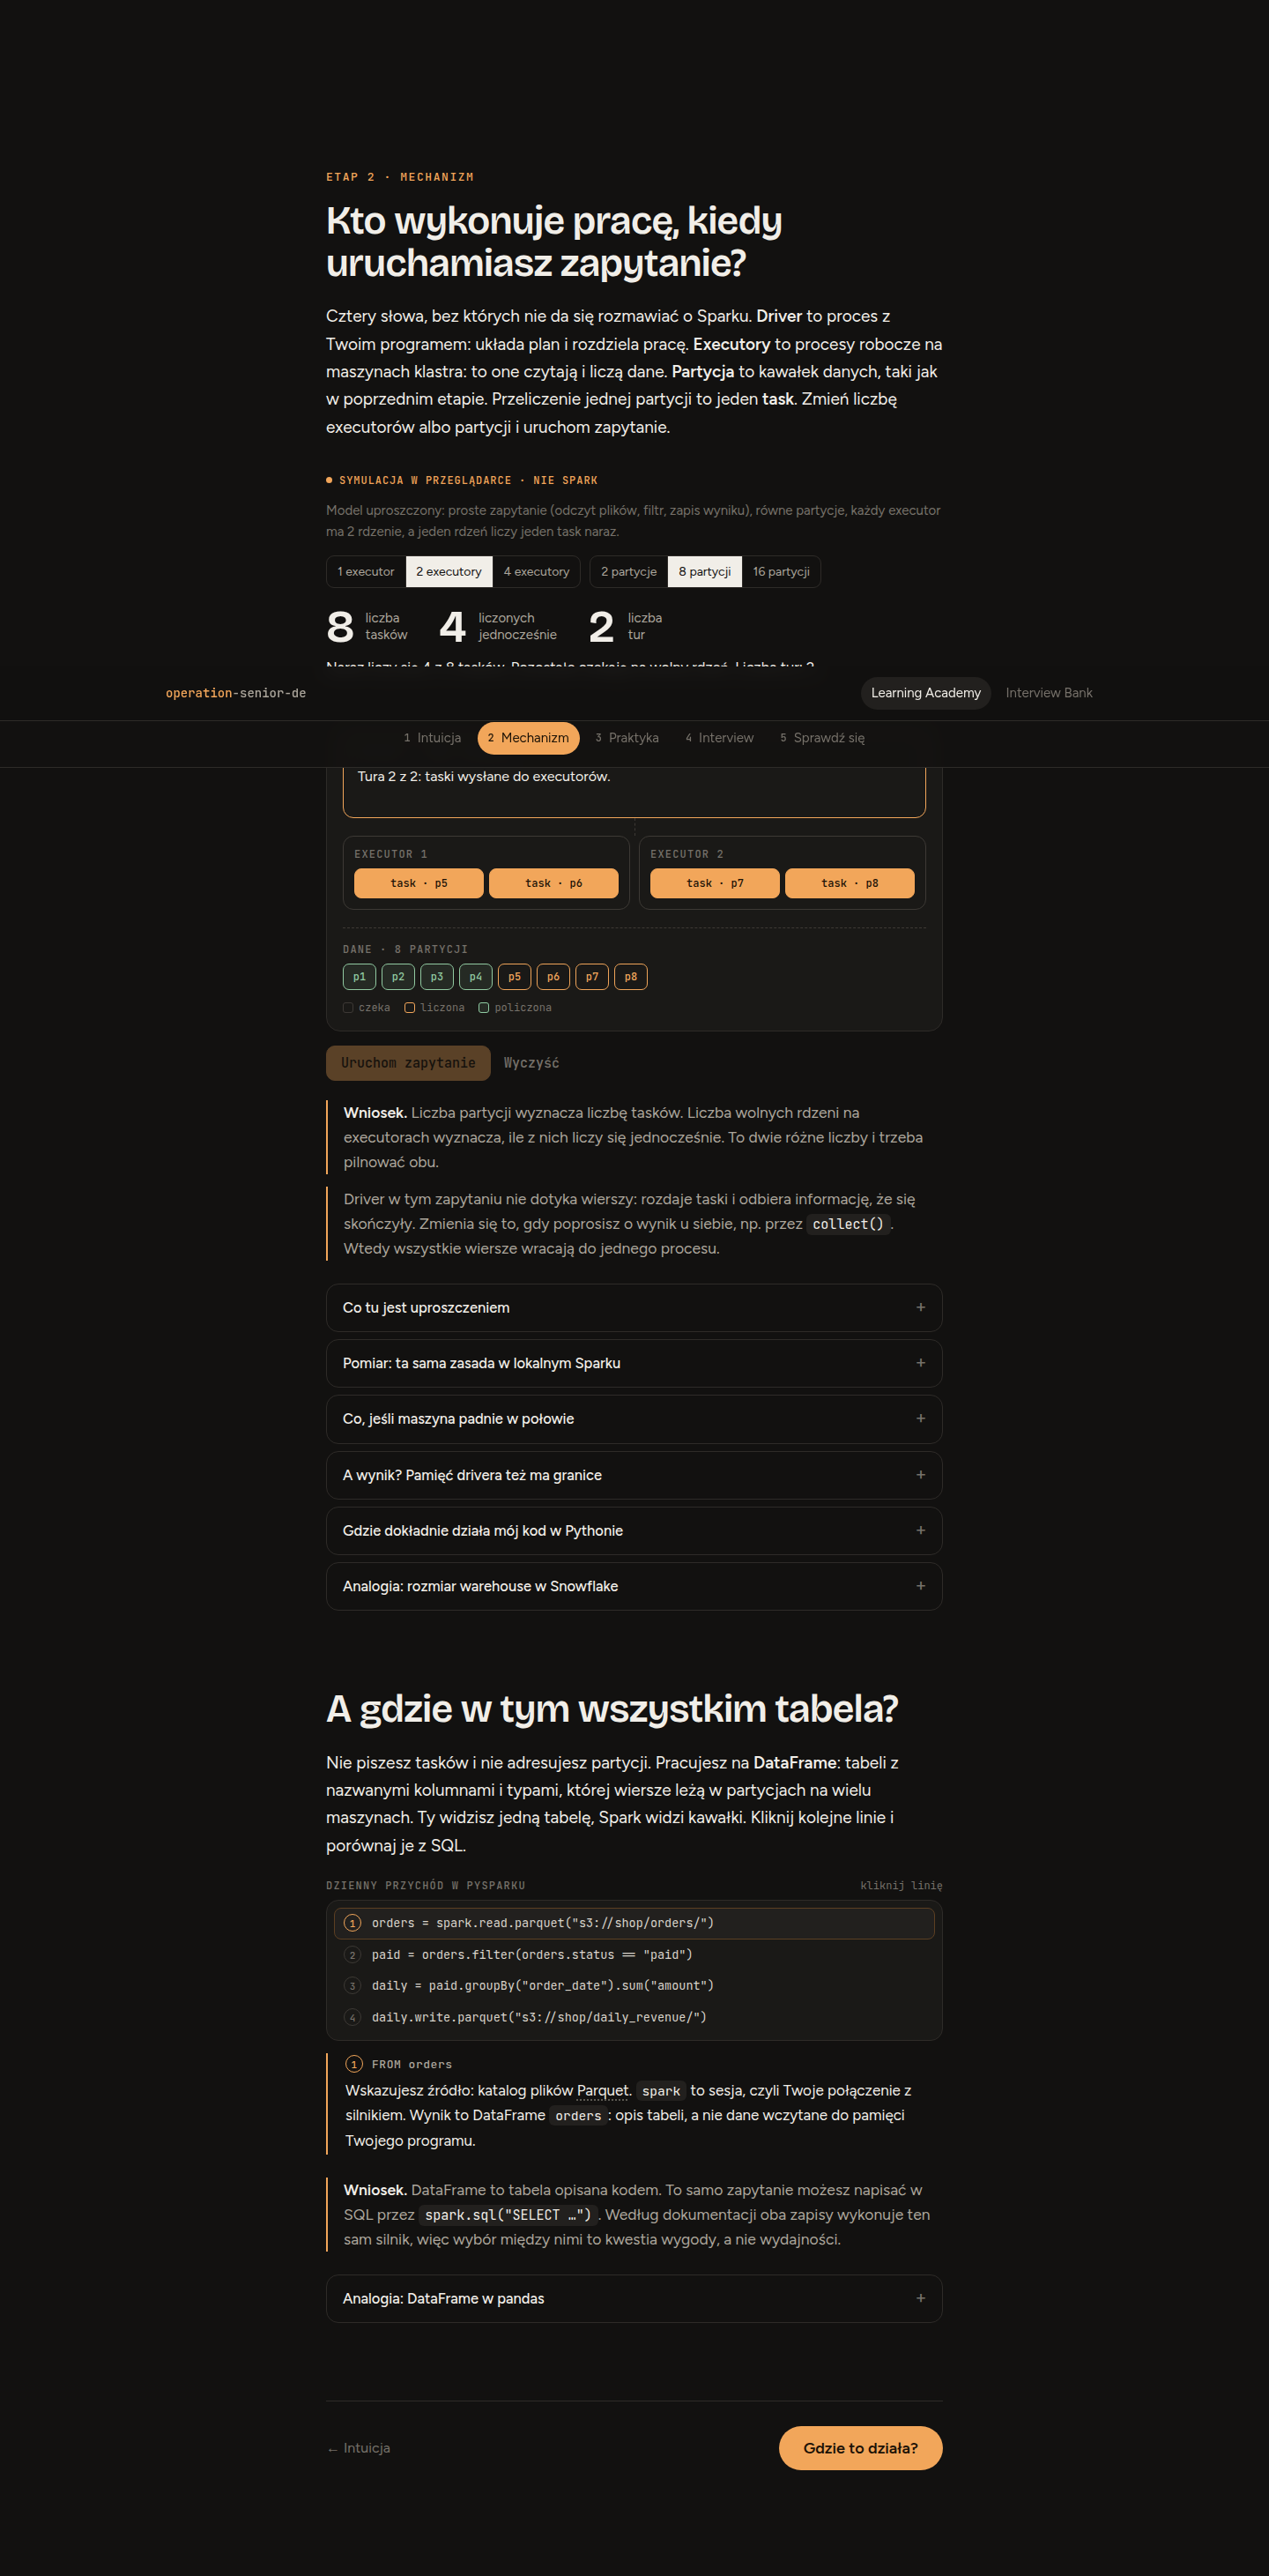 ETAP 2 · MECHANIZM
Kto wykonuje pracę, kiedy
uruchamiasz zapytanie?
Cztery słowa, bez których nie da się rozmawiać o Sparku. Driver to proces z
Twoim programem: układa plan i rozdziela pracę. Executory to procesy robocze na
maszynach klastra: to one czytają i liczą dane. Partycja to kawałek danych, taki jak
w poprzednim etapie. Przeliczenie jednej partycji to jeden task. Zmień liczbę
executorów albo partycji i uruchom zapytanie.
SYMULACJA W PRZEGLĄDARCE · NIE SPARK
Model uproszczony: proste zapytanie (odczyt plików, filtr, zapis wyniku), równe partycje, każdy executor
ma 2 rdzenie, a jeden rdzeń liczy jeden task naraz.
1 executor 2 executory 4 executory 2 partycje 8 partycji 16 partycji
8 liczba tasków 4 liczonych jednocześnie 2 liczba tur
Naraz liczy się 4 z 8 tasków. Pozostałe czekają na wolny rdzeń. Liczba tur: 2
operation-senior-de Learning Academy Interview Bank
1 Intuicja 2 Mechanizm 3 Praktyka 4 Interview 5 Sprawdź się
Tura 2 z 2: taski wysłane do executorów.
EXECUTOR 1 EXECUTOR 2
task · p5 task · p6 task · p7 task · p8
DANE · 8 PARTYCJI
p1 p2 p3 p4 p5 p6 p7 p8
czeka liczona policzona
Uruchom zapytanie Wyczyść
Wniosek. Liczba partycji wyznacza liczbę tasków. Liczba wolnych rdzeni na
executorach wyznacza, ile z nich liczy się jednocześnie. To dwie różne liczby i trzeba
pilnować obu.
Driver w tym zapytaniu nie dotyka wierszy: rozdaje taski i odbiera informację, że się
skończyły. Zmienia się to, gdy poprosisz o wynik u siebie, np. przez collect().
Wtedy wszystkie wiersze wracają do jednego procesu.
Co tu jest uproszczeniem +
Pomiar: ta sama zasada w lokalnym Sparku +
Co, jeśli maszyna padnie w połowie +
A wynik? Pamięć drivera też ma granice +
Gdzie dokładnie działa mój kod w Pythonie +
Analogia: rozmiar warehouse w Snowflake +
A gdzie w tym wszystkim tabela?
Nie piszesz tasków i nie adresujesz partycji. Pracujesz na DataFrame: tabeli z
nazwanymi kolumnami i typami, której wiersze leżą w partycjach na wielu
maszynach. Ty widzisz jedną tabelę, Spark widzi kawałki. Kliknij kolejne linie i
porównaj je z SQL.
DZIENNY PRZYCHÓD W PYSPARKU kliknij linię
1 orders = spark.read.parquet("s3://shop/orders/")
2 paid = orders.filter(orders.status == "paid")
3 daily = paid.groupBy("order_date").sum("amount")
4 daily.write.parquet("s3://shop/daily_revenue/")
1 FROM orders
Wskazujesz źródło: katalog plików Parquet. spark to sesja, czyli Twoje połączenie z
silnikiem. Wynik to DataFrame orders: opis tabeli, a nie dane wczytane do pamięci
Twojego programu.
Wniosek. DataFrame to tabela opisana kodem. To samo zapytanie możesz napisać w
SQL przez spark.sql("SELECT …"). Według dokumentacji oba zapisy wykonuje ten
sam silnik, więc wybór między nimi to kwestia wygody, a nie wydajności.
Analogia: DataFrame w pandas +
← Intuicja Gdzie to działa?